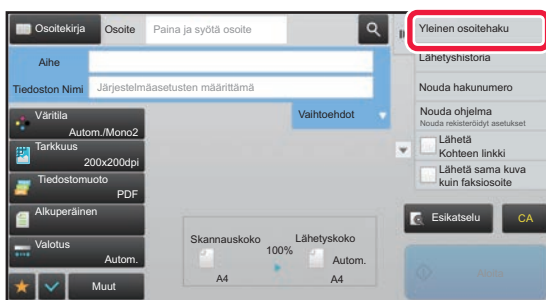 Osoitekirja
Osoite
Paina ja syötä osoite
Aihe
Tiedoston Nimi
Järjestelmäasetusten määrittämä
Väritila
Autom./Mono2
Tarkkuus
200x200dpi
Tiedostomuoto
PDF
Alkuperäinen
Valotus
Autom.
Muut
Vaihtoehdot
Skannauskoko
100%
Lähetyskoko
A4
Autom.
A4
Yleinen osoitehaku
Lähetyshistoria
Nouda hakunumero
Nouda ohjelma
Nouda rekisteröidyt asetukset
Lähetä
Kohteen linkki
Lähetä sama kuva
kuin faksiosoite
Esikatselu
CA